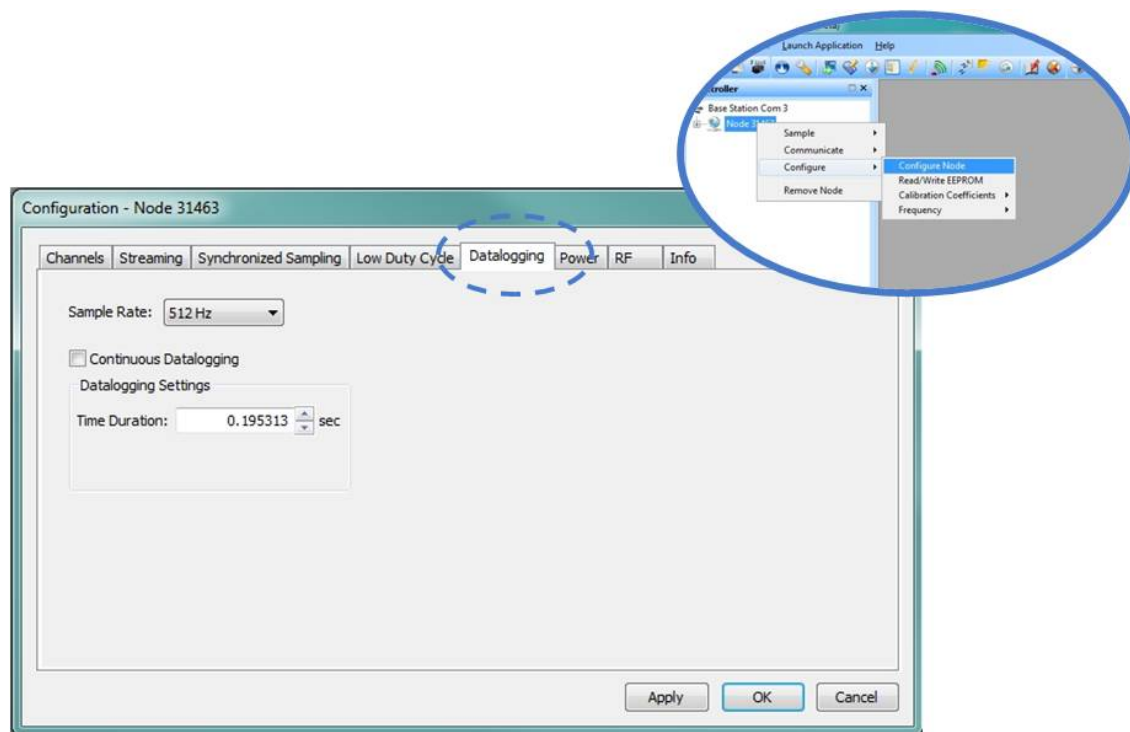 Launch Application Help
Base Station Com 3
Sample
Communicate
Configure
Remove Node
Configure Node
Read/Write EEPROM
Calibration Coefficients
Frequency
Configuration - Node 31463
Channels Streaming Synchronized Sampling Low Duty Cycle Datalogging Power RF Info
Sample Rate: 512 Hz
Continuous Datalogging
Datalogging Settings
Time Duration: 0.195313 sec
Apply OK Cancel